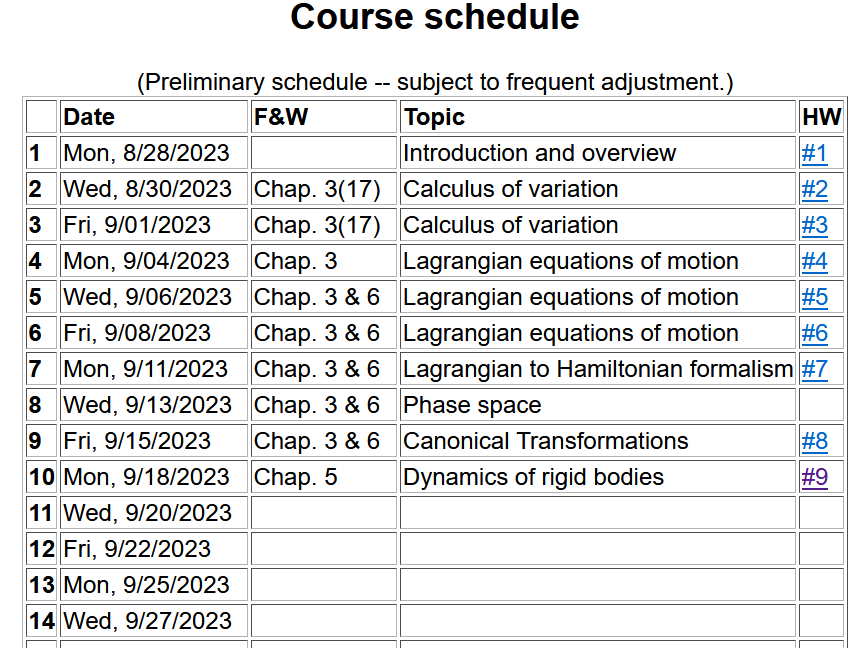 Course schedule
(Preliminary schedule -- subject to frequent adjustment.)
Date F&W Topic HW
1 Mon, 8/28/2023 Introduction and overview #1
2 Wed, 8/30/2023 Chap. 3(17) Calculus of variation #2
3 Fri, 9/01/2023 Chap. 3(17) Calculus of variation #3
4 Mon, 9/04/2023 Chap. 3 Lagrangian equations of motion #4
5 Wed, 9/06/2023 Chap. 3 & 6 Lagrangian equations of motion #5
6 Fri, 9/08/2023 Chap. 3 & 6 Lagrangian equations of motion #6
7 Mon, 9/11/2023 Chap. 3 & 6 Lagrangian to Hamiltonian formalism #7
8 Wed, 9/13/2023 Chap. 3 & 6 Phase space
9 Fri, 9/15/2023 Chap. 3 & 6 Canonical Transformations #8
10 Mon, 9/18/2023 Chap. 5 Dynamics of rigid bodies #9
11 Wed, 9/20/2023
12 Fri, 9/22/2023
13 Mon, 9/25/2023
14 Wed, 9/27/2023